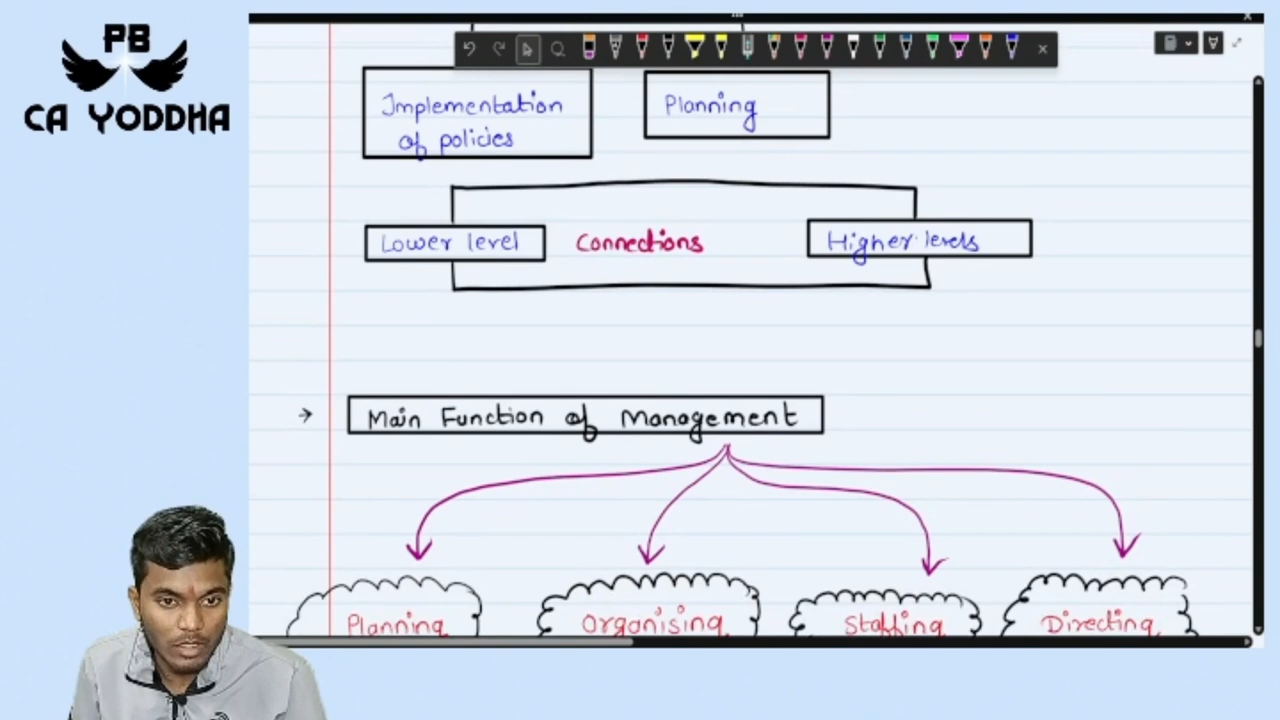 PB
CA YODDHA
Implementation
of policies
Planning
Lower level
Connections
Higher levels
→ Main Function of Management
Planning
Organising
Staffing
Directing